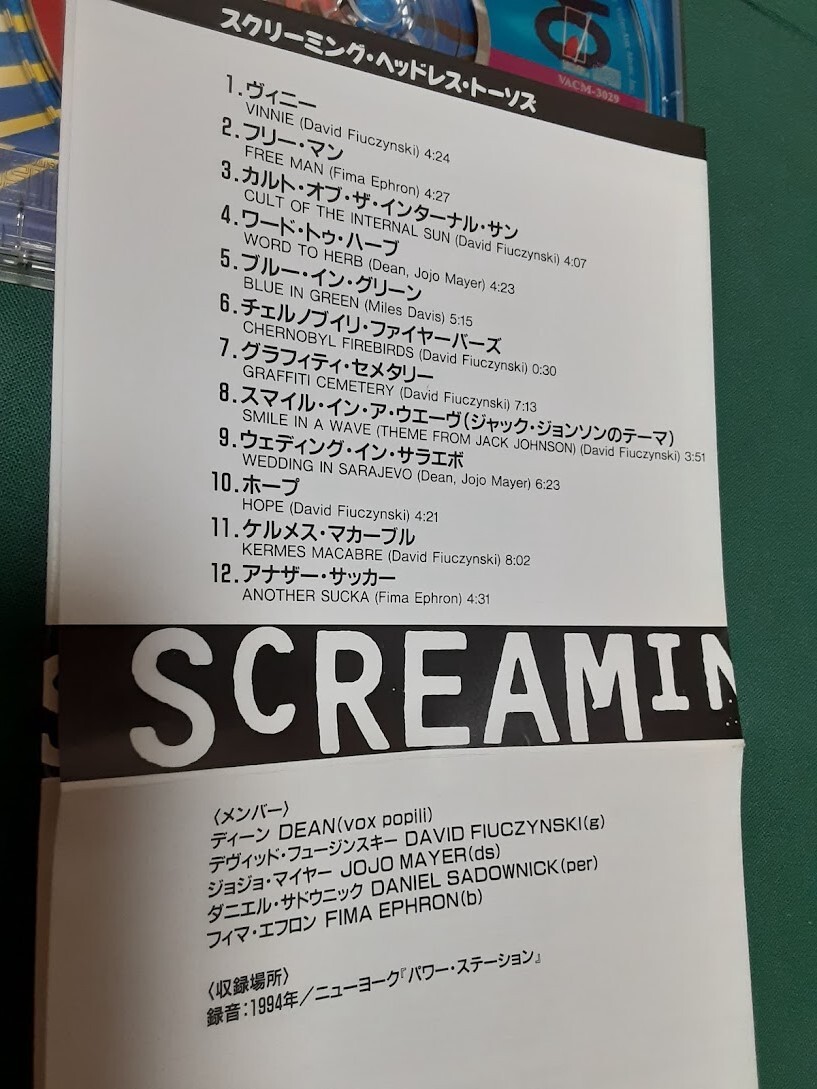 VACM-3029
スクリーミング・ヘッドレス・トーソズ
1.ヴィニー
VINNIE (David Fiuczynski) 4:24
2.フリー・マン
FREE MAN (Fima Ephron) 4:27
3.カルト・オブ・ザ・インターナル・サン
CULT OF THE INTERNAL SUN (David Fiuczynski) 4:07
4.ワード・トゥ・ハーブ
WORD TO HERB (Dean, Jojo Mayer) 4:23
5.ブルー・イン・グリーン
BLUE IN GREEN (Miles Davis) 5:15
6.チェルノブイリ・ファイヤーバーズ
CHERNOBYL FIREBIRDS (David Fiuczynski) 0:30
7.グラフィティ・セメタリー
GRAFFITI CEMETERY (David Fiuczynski) 7:13
8.スマイル・イン・ア・ウエーヴ(ジャック・ジョンソンのテーマ)
SMILE IN A WAVE (THEME FROM JACK JOHNSON) (David Fiuczynski) 3:51
9.ウェディング・イン・サラエボ
WEDDING IN SARAJEVO (Dean, Jojo Mayer) 6:23
10.ホープ
HOPE (David Fiuczynski) 4:21
11.ケルメス・マカーブル
KERMES MACABRE (David Fiuczynski) 8:02
12.アナザー・サッカー
ANOTHER SUCKA (Fima Ephron) 4:31
SCREAMIN
〈メンバー〉
ディーン DEAN(vox popili)
デヴィッド・フュージンスキー DAVID FIUCZYNSKI(g)
ジョジョ・マイヤー JOJO MAYER(ds)
ダニエル・サドウニック DANIEL SADOWNICK(per)
フィマ・エフロン FIMA EPHRON(b)
〈収録場所〉
録音:1994年/ニューヨーク『パワー・ステーション』